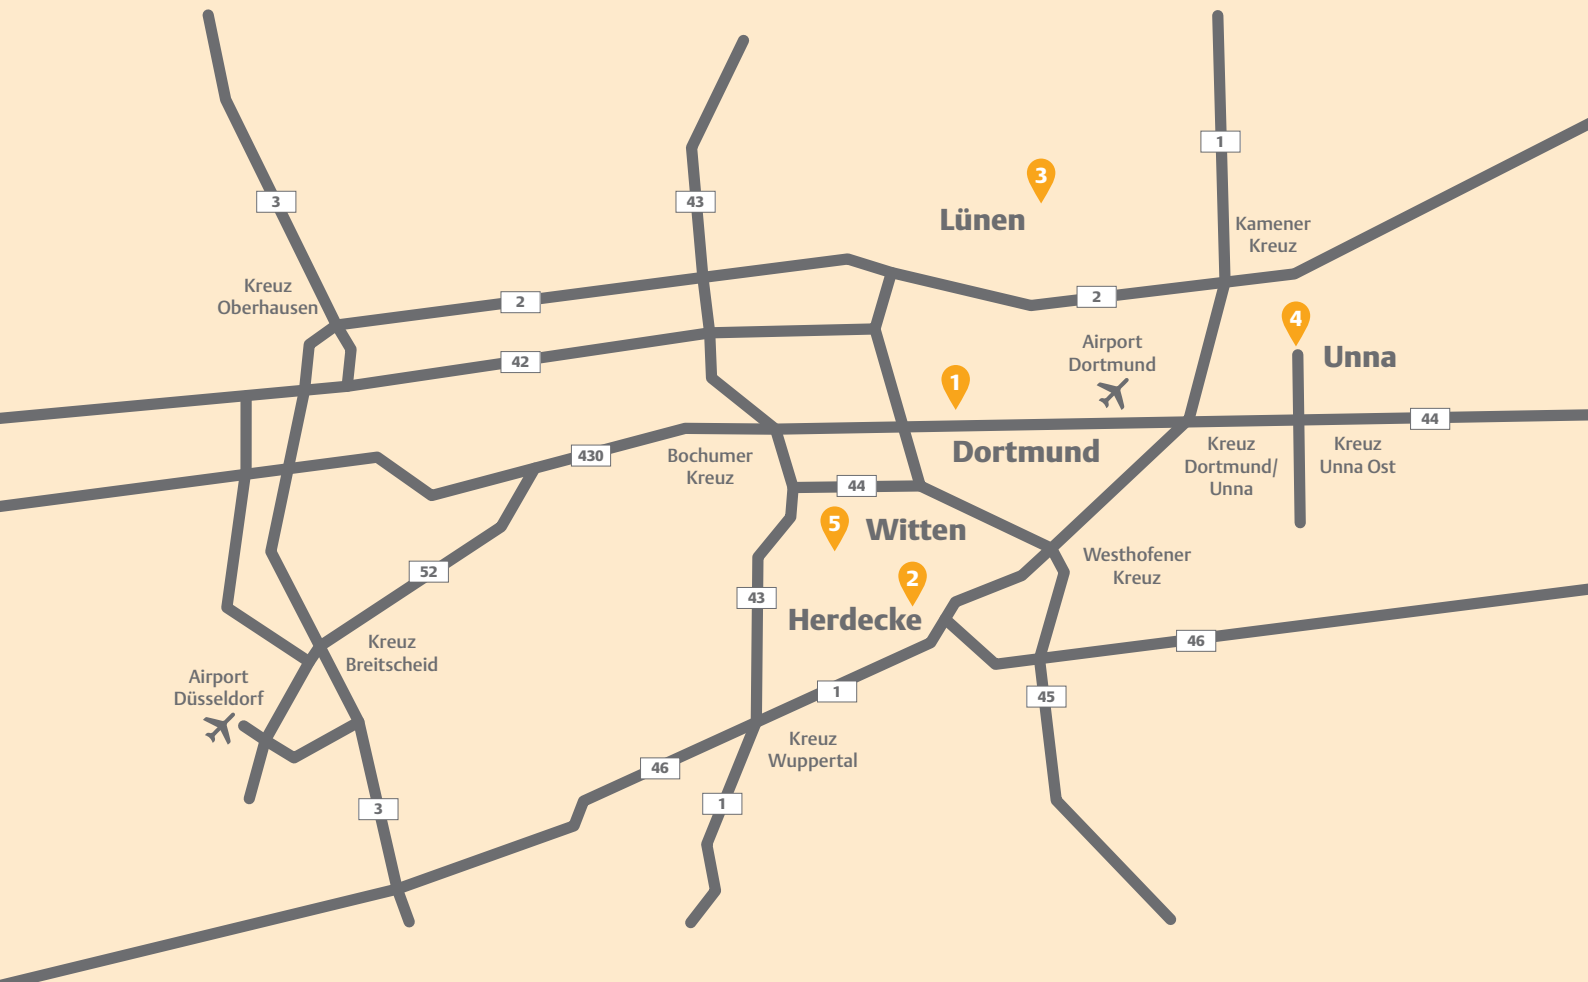 1
3
43
3
Lünen
Kamener
Kreuz
Kreuz
Oberhausen
2
2
4
42
Airport
Dortmund
Unna
1
44
430
Bochumer
Kreuz
Dortmund
Kreuz
Dortmund/
Unna
Kreuz
Unna Ost
44
5
Witten
52
Westhofener
Kreuz
2
43
Herdecke
46
Kreuz
Breitscheid
Airport
Düsseldorf
1
45
Kreuz
Wuppertal
46
1
3